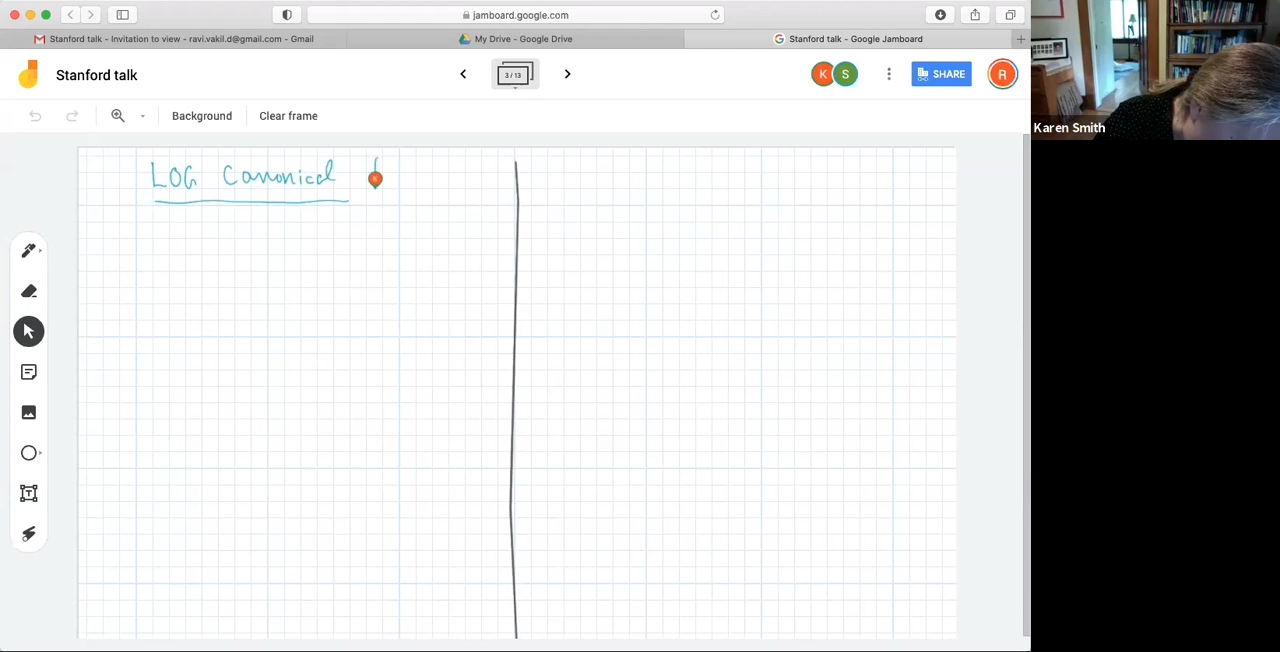 jamboard.google.com
Stanford talk - Invitation to view - ravi.vakil.d@gmail.com - Gmail
My Drive - Google Drive
Stanford talk - Google Jamboard
Stanford talk
3 / 13
K
S
SHARE
R
Background
Clear frame
Karen Smith
LOG Canonical